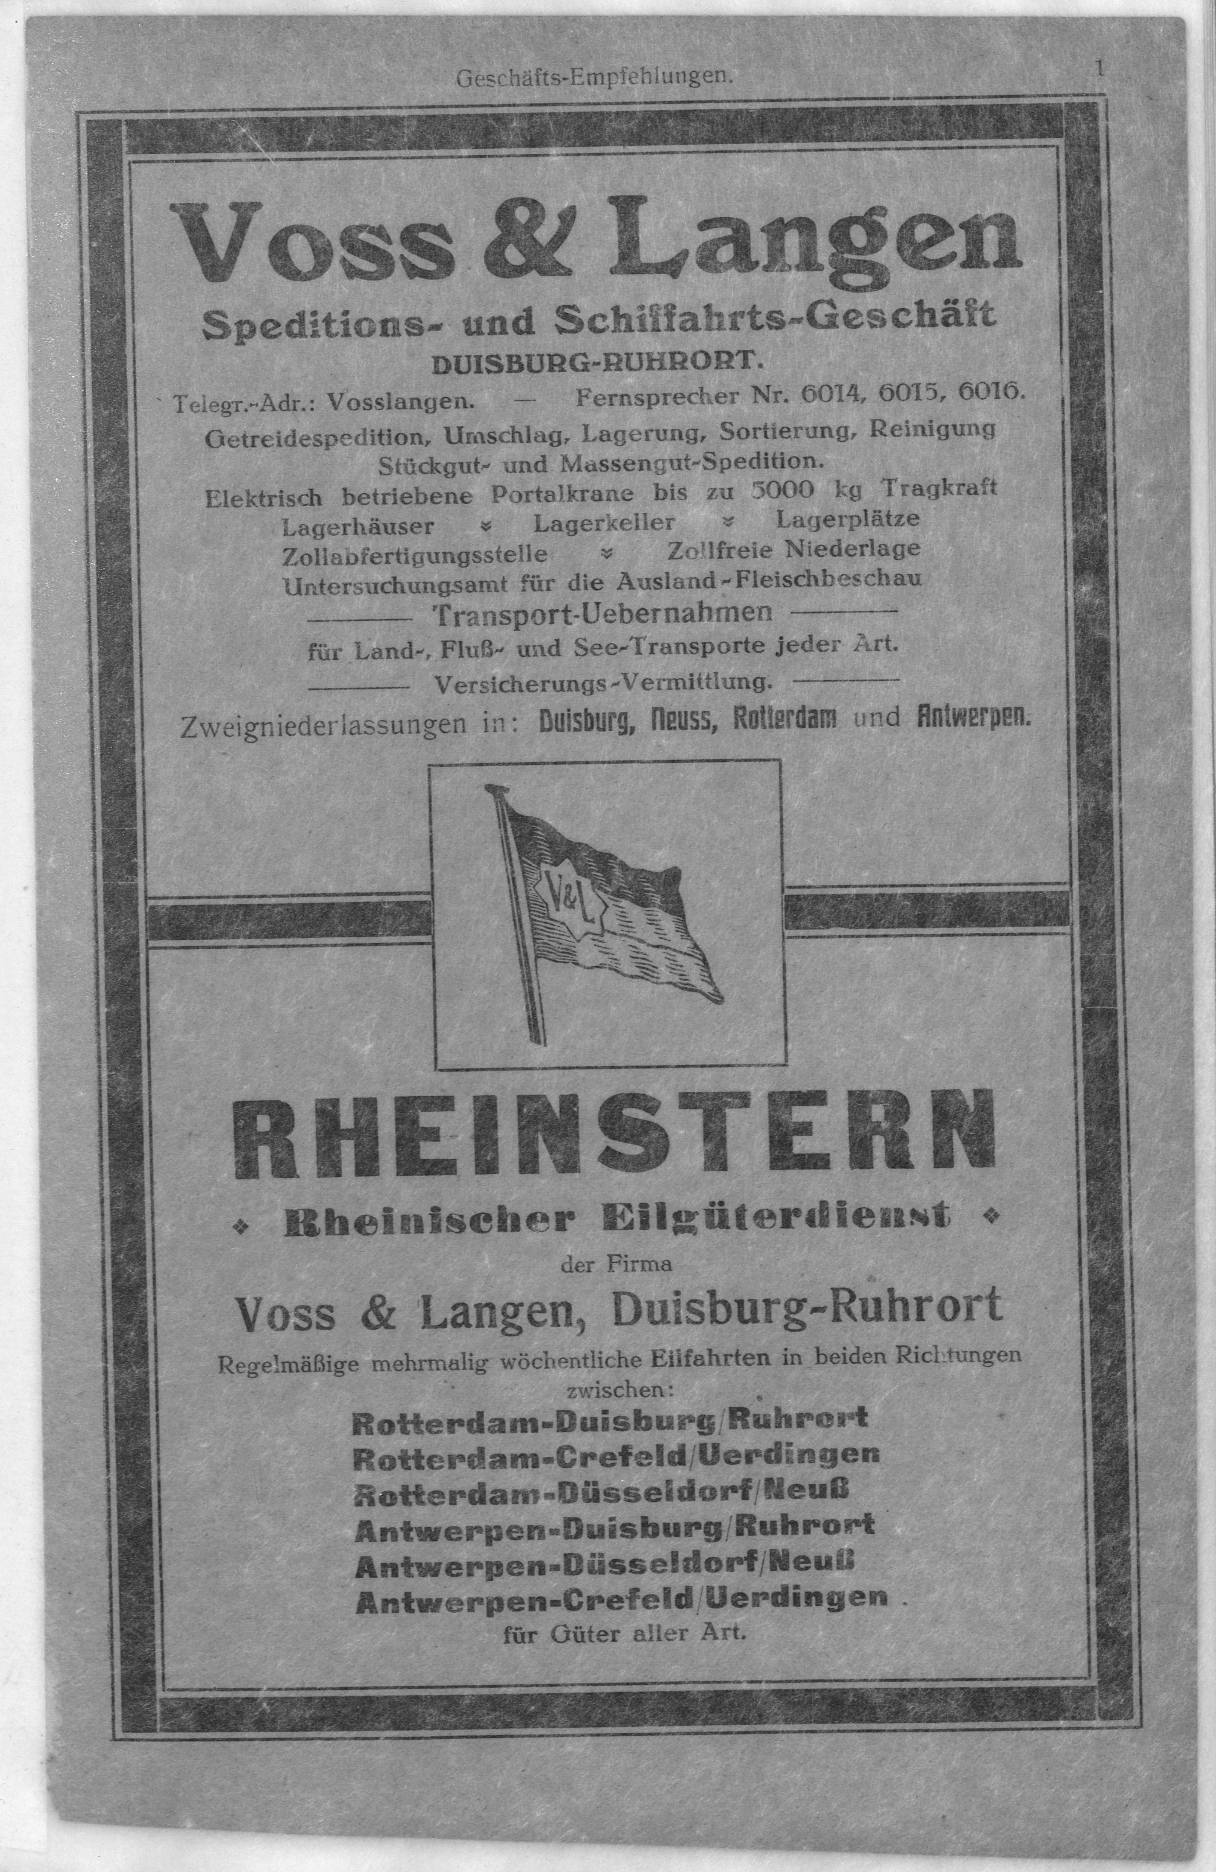 Geschäfts-Empfehlungen.
1
Voss & Langen
Speditions- und Schiffahrts-Geschäft
DUISBURG-RUHRORT.
Telegr.-Adr.: Vosslangen. — Fernsprecher Nr. 6014, 6015, 6016.
Getreidespedition, Umschlag, Lagerung, Sortierung, Reinigung
Stückgut- und Massengut-Spedition.
Elektrisch betriebene Portalkrane bis zu 5000 kg Tragkraft
Lagerhäuser Lagerkeller Lagerplätze
Zollabfertigungsstelle Zollfreie Niederlage
Untersuchungsamt für die Ausland-Fleischbeschau
Transport-Uebernahmen
für Land-, Fluß- und See-Transporte jeder Art.
Versicherungs-Vermittlung.
Zweigniederlassungen in: Duisburg, Neuss, Rotterdam und Antwerpen.
V&L
RHEINSTERN
Rheinischer Eilgüterdienst
der Firma
Voss & Langen, Duisburg-Ruhrort
Regelmäßige mehrmalig wöchentliche Eilfahrten in beiden Richtungen
zwischen:
Rotterdam-Duisburg/Ruhrort
Rotterdam-Crefeld/Uerdingen
Rotterdam-Düsseldorf/Neuß
Antwerpen-Duisburg/Ruhrort
Antwerpen-Düsseldorf/Neuß
Antwerpen-Crefeld/Uerdingen
für Güter aller Art.